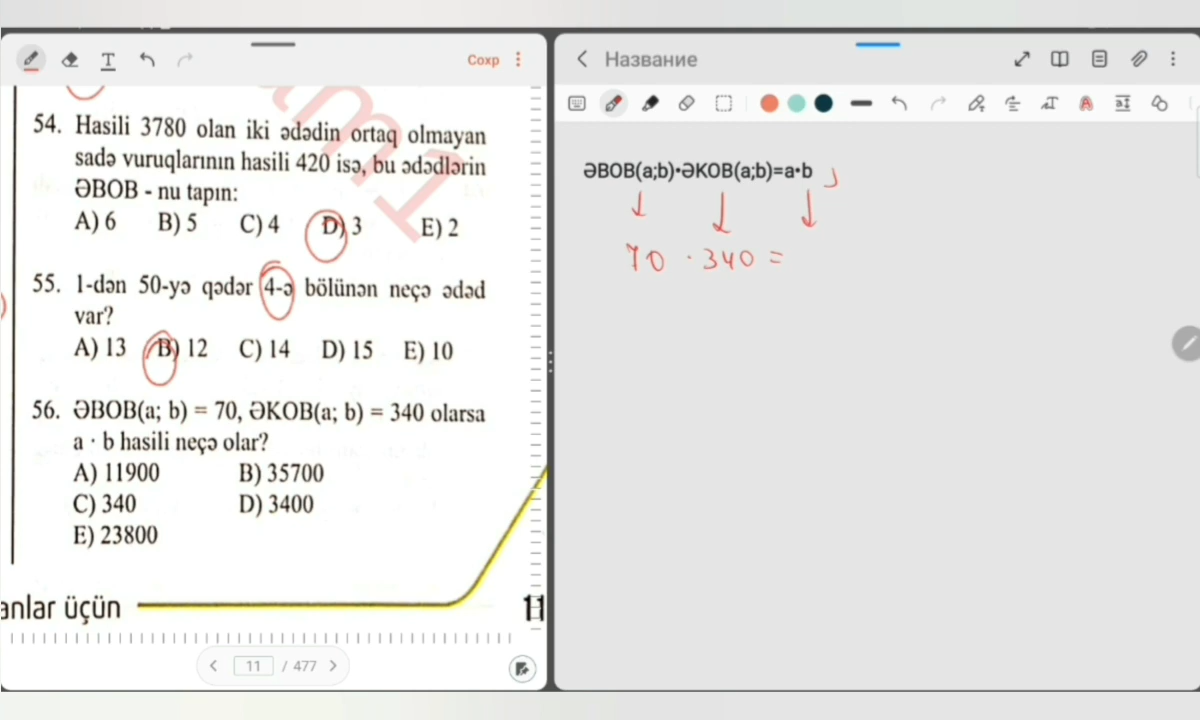 Сохр
54. Hasili 3780 olan iki ədədin ortaq olmayan
sadə vuruqlarının hasili 420 isə, bu ədədlərin
ƏBOB - nu tapın:
A) 6 B) 5 C) 4 D) 3 E) 2
55. 1-dən 50-yə qədər 4-ə bölünən neçə ədəd
var?
A) 13 B) 12 C) 14 D) 15 E) 10
56. ƏBOB(a; b) = 70, ƏKOB(a; b) = 340 olarsa
a · b hasili neçə olar?
A) 11900 B) 35700
C) 340 D) 3400
E) 23800
anlar üçün 11
11 / 477
Название
ƏBOB(a;b)•ƏKOB(a;b)=a•b
70 · 340 =